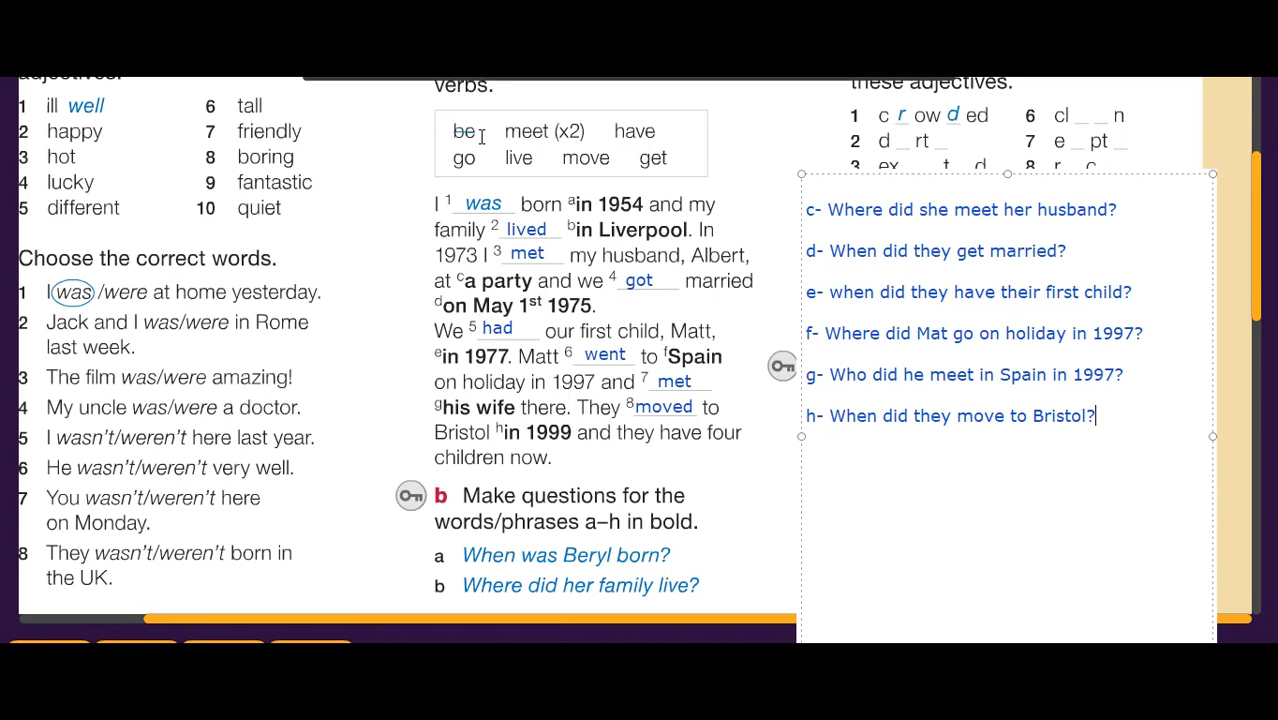 adjectives.
1 ill well
2 happy
3 hot
4 lucky
5 different
6 tall
7 friendly
8 boring
9 fantastic
10 quiet
Choose the correct words.
1 I was/were at home yesterday.
2 Jack and I was/were in Rome
last week.
3 The film was/were amazing!
4 My uncle was/were a doctor.
5 I wasn't/weren't here last year.
6 He wasn't/weren't very well.
7 You wasn't/weren't here
on Monday.
8 They wasn't/weren't born in
the UK.
verbs.
be meet (x2) have
go live move get
I 1 was born a in 1954 and my
family 2 lived b in Liverpool. In
1973 I 3 met my husband, Albert,
at c a party and we 4 got married
d on May 1st 1975.
We 5 had our first child, Matt,
e in 1977. Matt 6 went to f Spain
on holiday in 1997 and 7 met
g his wife there. They 8 moved to
Bristol h in 1999 and they have four
children now.
b Make questions for the
words/phrases a–h in bold.
a When was Beryl born?
b Where did her family live?
these adjectives.
1 c r ow d ed
2 d _ rt _
6 cl _ _ n
7 e _ pt _
c- Where did she meet her husband?
d- When did they get married?
e- when did they have their first child?
f- Where did Mat go on holiday in 1997?
g- Who did he meet in Spain in 1997?
h- When did they move to Bristol?